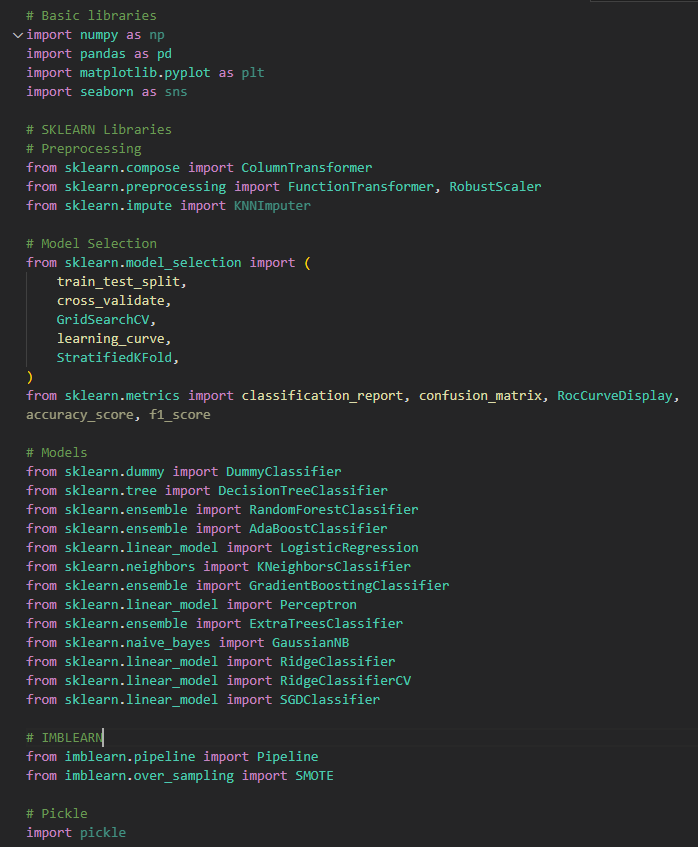 # Basic libraries
import numpy as np
import pandas as pd
import matplotlib.pyplot as plt
import seaborn as sns
# SKLEARN Libraries
# Preprocessing
from sklearn.compose import ColumnTransformer
from sklearn.preprocessing import FunctionTransformer, RobustScaler
from sklearn.impute import KNNImputer
# Model Selection
from sklearn.model_selection import (
    train_test_split,
    cross_validate,
    GridSearchCV,
    learning_curve,
    StratifiedKFold,
)
from sklearn.metrics import classification_report, confusion_matrix, RocCurveDisplay,
accuracy_score, f1_score
# Models
from sklearn.dummy import DummyClassifier
from sklearn.tree import DecisionTreeClassifier
from sklearn.ensemble import RandomForestClassifier
from sklearn.ensemble import AdaBoostClassifier
from sklearn.linear_model import LogisticRegression
from sklearn.neighbors import KNeighborsClassifier
from sklearn.ensemble import GradientBoostingClassifier
from sklearn.linear_model import Perceptron
from sklearn.ensemble import ExtraTreesClassifier
from sklearn.naive_bayes import GaussianNB
from sklearn.linear_model import RidgeClassifier
from sklearn.linear_model import RidgeClassifierCV
from sklearn.linear_model import SGDClassifier
# IMBLEARN
from imblearn.pipeline import Pipeline
from imblearn.over_sampling import SMOTE
# Pickle
import pickle